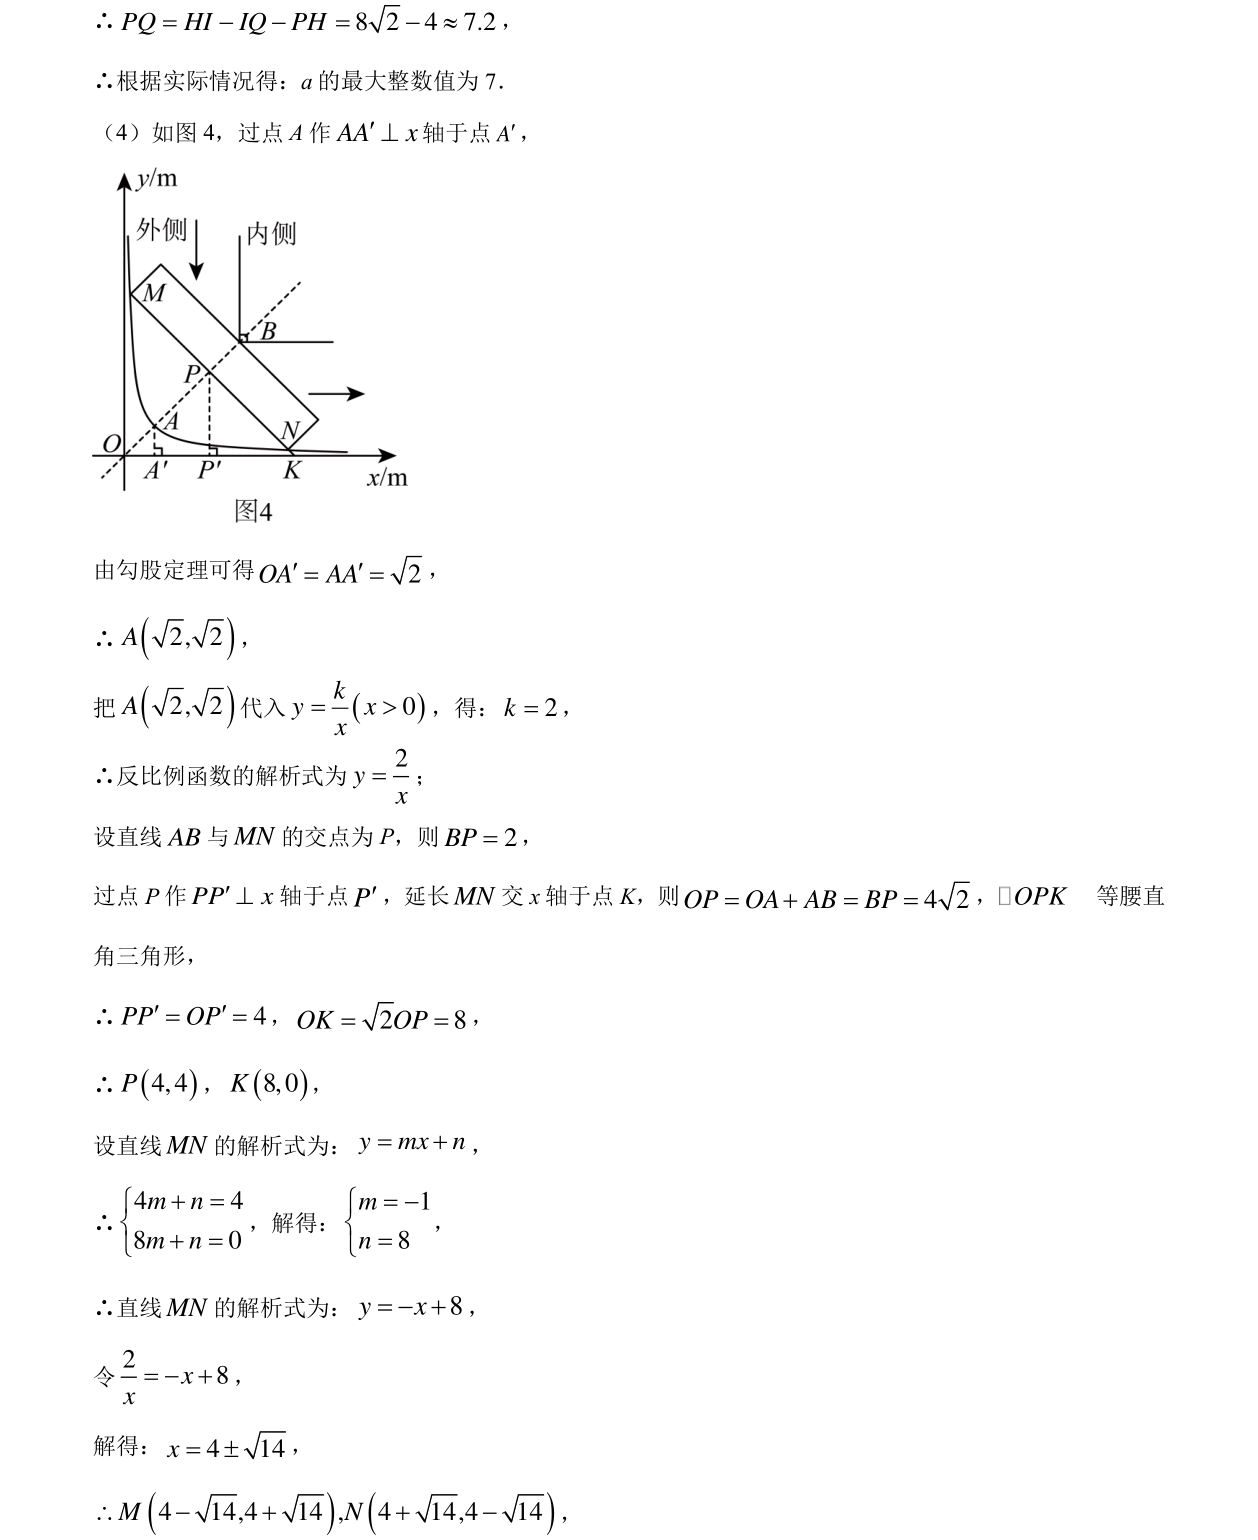 ∴ PQ = HI − IQ − PH = 8√2 − 4 ≈ 7.2，
∴根据实际情况得：a 的最大整数值为 7．
（4）如图 4，过点 A 作 AA′ ⊥ x 轴于点 A′，
y/m
外侧
内侧
M
B
P
A
N
O
A′
P′
K
x/m
图4
由勾股定理可得 OA′ = AA′ = √2，
∴ A(√2,√2)，
把 A(√2,√2) 代入 y = k/x (x > 0)，得：k = 2，
∴反比例函数的解析式为 y = 2/x；
设直线 AB 与 MN 的交点为 P，则 BP = 2，
过点 P 作 PP′ ⊥ x 轴于点 P′，延长 MN 交 x 轴于点 K，则 OP = OA + AB = BP = 4√2，□OPK 等腰直
角三角形，
∴ PP′ = OP′ = 4，OK = √2OP = 8，
∴ P(4,4)，K(8,0)，
设直线 MN 的解析式为：y = mx + n，
∴ {4m + n = 4, 8m + n = 0，解得：{m = −1, n = 8，
∴直线 MN 的解析式为：y = −x + 8，
令 2/x = −x + 8，
解得：x = 4 ± √14，
∴ M(4 − √14,4 + √14),N(4 + √14,4 − √14)，